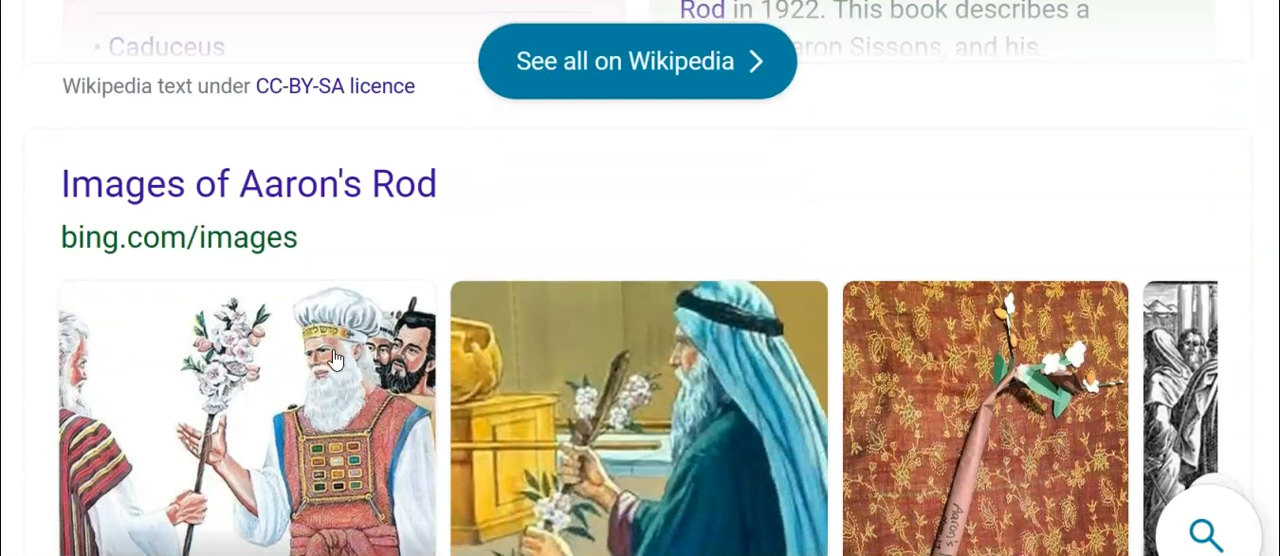 Rod in 1922. This book describes a
• Caduceus
aron Sissons, and his
See all on Wikipedia
Wikipedia text under CC-BY-SA licence
Images of Aaron's Rod
bing.com/images
Aaron's